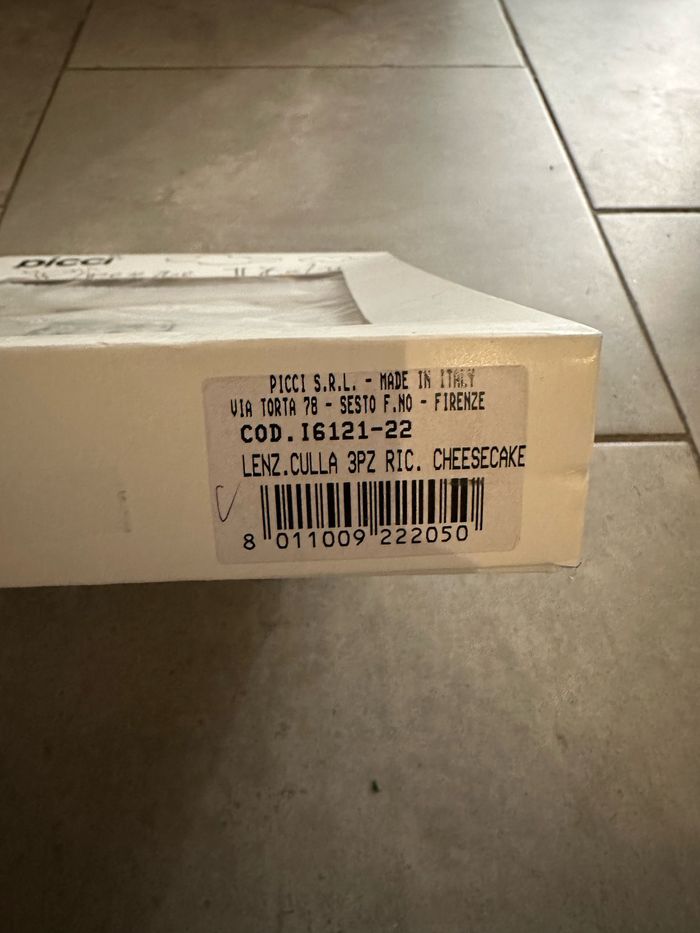 picci
PICCI S.R.L. - MADE IN ITALY
VIA TORTA 78 - SESTO F.NO - FIRENZE
COD.I6121-22
LENZ.CULLA 3PZ RIC. CHEESECAKE
8 011009 222050